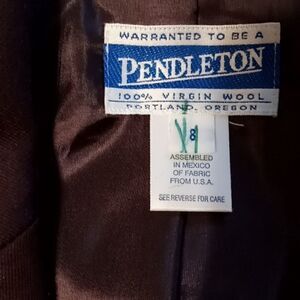 WARRANTED TO BE A
PENDLETON
100% VIRGIN WOOL
PORTLAND, OREGON
8
ASSEMBLED
IN MEXICO
OF FABRIC
FROM U.S.A.
SEE REVERSE FOR CARE